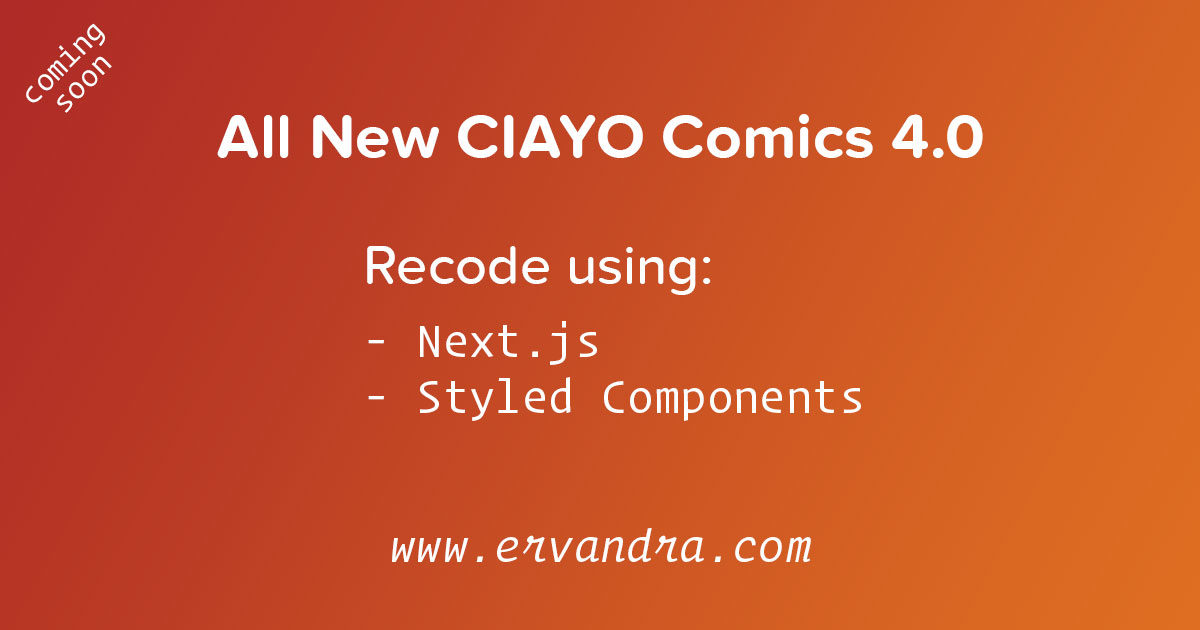 coming
soon
All New CIAYO Comics 4.0
Recode using:
- Next.js
- Styled Components
www.ervandra.com